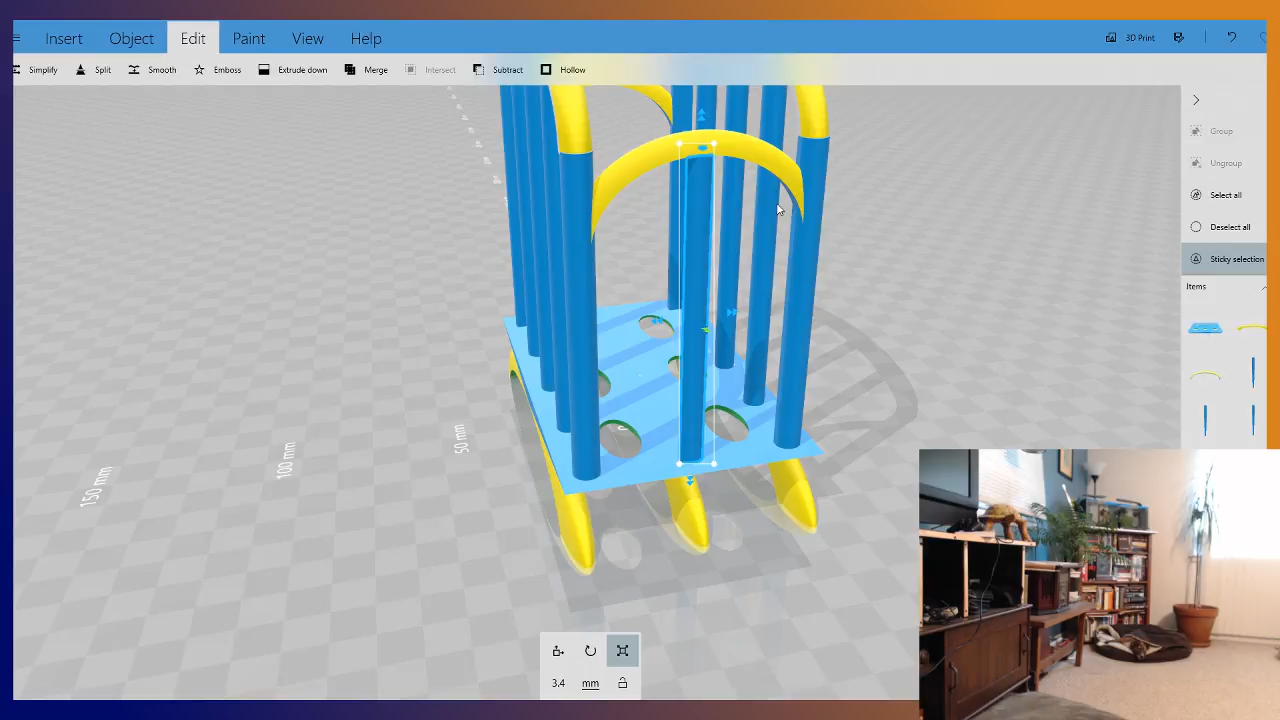 Insert Object Edit Paint View Help 3D Print
Simplify Split Smooth Emboss Extrude down Merge Intersect Subtract Hollow
Group
Ungroup
Select all
Deselect all
Sticky selection
Items
50 mm
100 mm
150 mm
3.4 mm